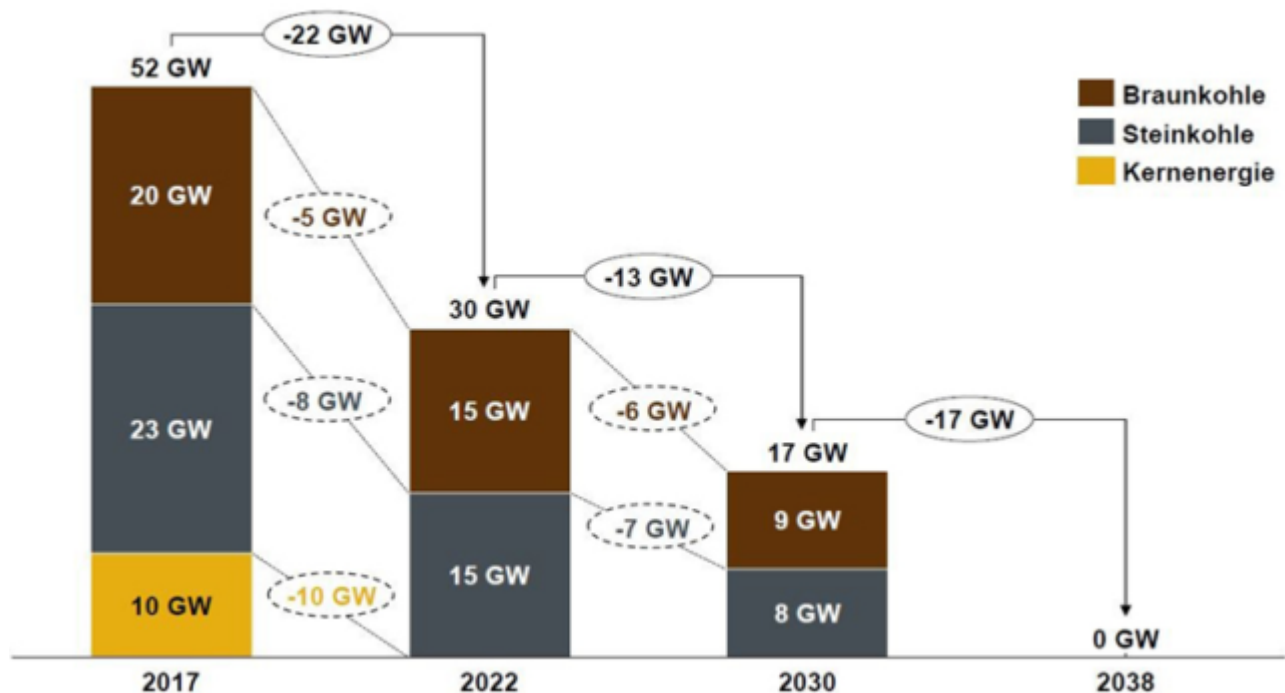 -22 GW
52 GW
Braunkohle
Steinkohle
Kernenergie
20 GW
-5 GW
-13 GW
30 GW
-8 GW
15 GW
-6 GW
-17 GW
23 GW
17 GW
9 GW
-7 GW
15 GW
-10 GW
10 GW
8 GW
0 GW
2017
2022
2030
2038